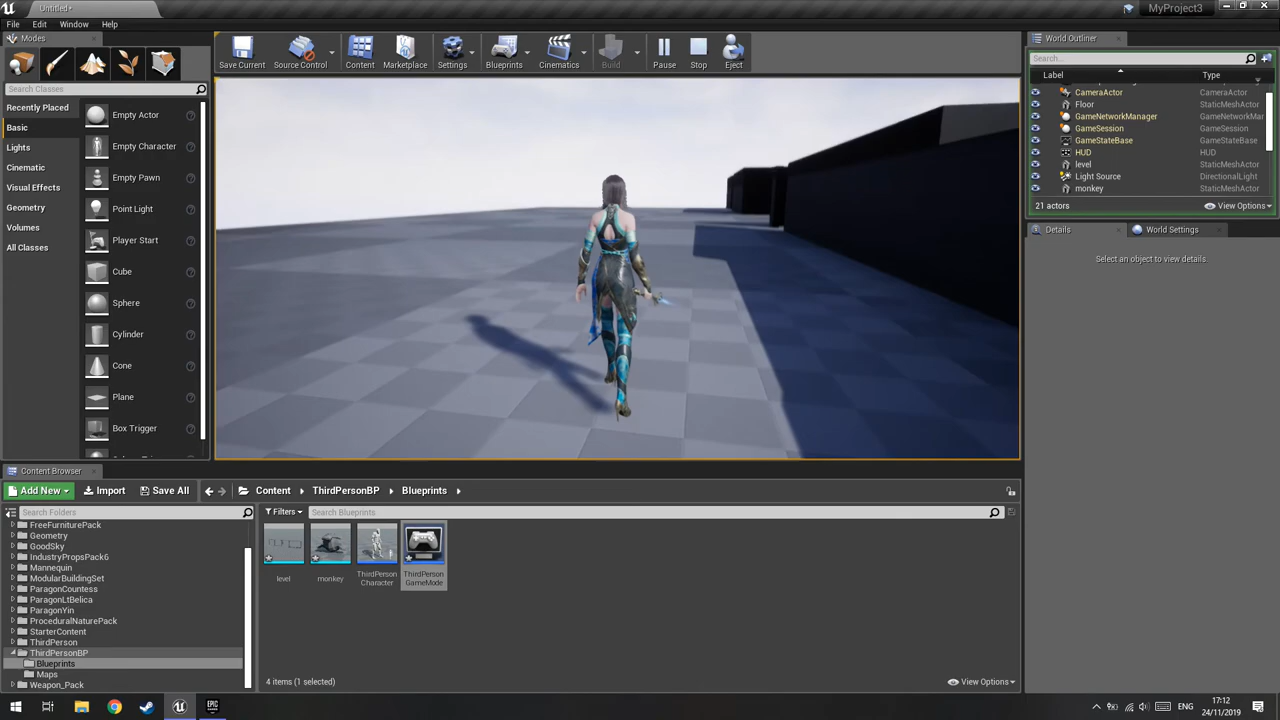 Untitled*
MyProject3
File Edit Window Help
Modes
Search Classes
Recently Placed
Basic
Lights
Cinematic
Visual Effects
Geometry
Volumes
All Classes
Empty Actor
Empty Character
Empty Pawn
Point Light
Player Start
Cube
Sphere
Cylinder
Cone
Plane
Box Trigger
Save Current Source Control Content Marketplace Settings Blueprints Cinematics Build Pause Stop Eject
World Outliner
Search...
Label Type
CameraActor CameraActor
Floor StaticMeshActor
GameNetworkManager GameNetworkMar
GameSession GameSession
GameStateBase GameStateBase
HUD HUD
level StaticMeshActor
Light Source DirectionalLight
monkey StaticMeshActor
21 actors View Options
Details World Settings
Select an object to view details.
Content Browser
Add New Import Save All Content ThirdPersonBP Blueprints
Search Folders
Filters Search Blueprints
FreeFurniturePack
Geometry
GoodSky
IndustryPropsPack6
Mannequin
ModularBuildingSet
ParagonCountess
ParagonLtBelica
ParagonYin
ProceduralNaturePack
StarterContent
ThirdPerson
ThirdPersonBP
Blueprints
Maps
Weapon_Pack
level
monkey
ThirdPerson
Character
ThirdPerson
GameMode
4 items (1 selected) View Options
EPIC
GAMES
ENG
17:12
24/11/2019